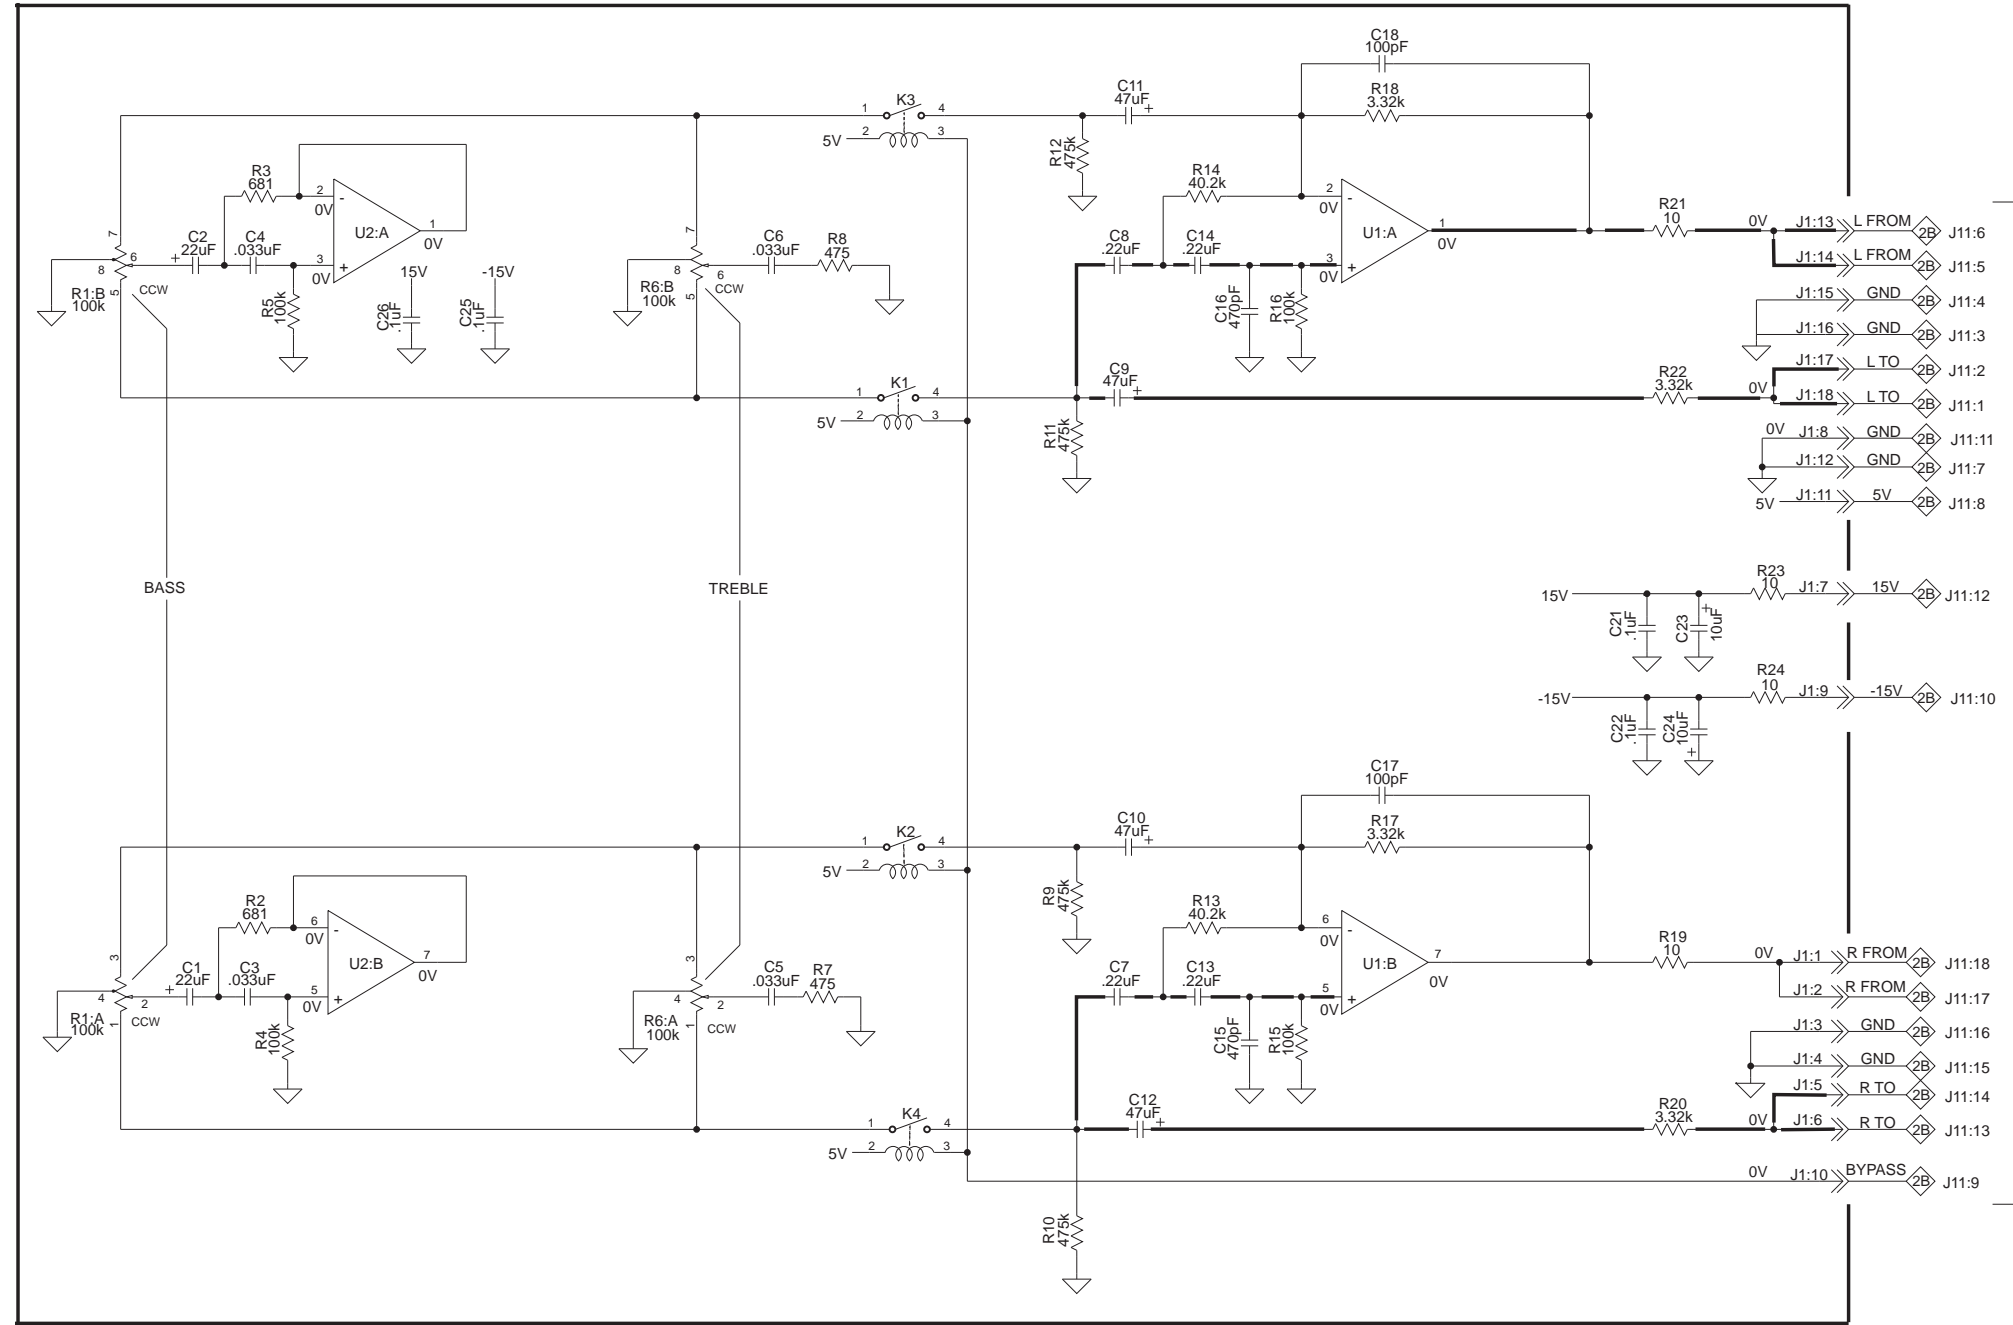 C18
100pF
R18
3.32k
C11
47uF
+
K3
1
4
5V
2
3
R12
475k
R3
681
2
-
0V
U2:A
1
0V
3
+
0V
7
6
8
5
CCW
R1:B
100k
C2
.22uF
+
C4
.033uF
R5
100k
15V
C26
.1uF
-15V
C25
.1uF
7
8
6
5
CCW
R6:B
100k
C6
.033uF
R8
475
R14
40.2k
2
-
0V
U1:A
1
0V
3
+
0V
C8
.22uF
C14
.22uF
C16
470pF
R16
100k
R21
10
0V
J1:13
L FROM
2B
J11:6
J1:14
L FROM
2B
J11:5
J1:15
GND
2B
J11:4
J1:16
GND
2B
J11:3
J1:17
L TO
2B
J11:2
R22
3.32k
0V
J1:18
L TO
2B
J11:1
K1
1
4
5V
2
3
C9
47uF
+
R11
475k
0V
J1:8
GND
2B
J11:11
J1:12
GND
2B
J11:7
5V
J1:11
5V
2B
J11:8
BASS
TREBLE
15V
R23
10
J1:7
15V
2B
J11:12
C21
.1uF
C23
10uF
+
-15V
R24
10
J1:9
-15V
2B
J11:10
C22
.1uF
C24
10uF
+
C17
100pF
R17
3.32k
C10
47uF
+
K2
1
4
5V
2
3
R9
475k
R2
681
6
-
0V
U2:B
7
0V
5
+
0V
3
4
2
1
CCW
R1:A
100k
C1
.22uF
+
C3
.033uF
R4
100k
3
4
2
1
CCW
R6:A
100k
C5
.033uF
R7
475
R13
40.2k
6
-
0V
U1:B
7
0V
5
+
0V
C7
.22uF
C13
.22uF
C15
470pF
R15
100k
R19
10
0V
J1:1
R FROM
2B
J11:18
J1:2
R FROM
2B
J11:17
J1:3
GND
2B
J11:16
J1:4
GND
2B
J11:15
J1:5
R TO
2B
J11:14
R20
3.32k
0V
J1:6
R TO
2B
J11:13
K4
1
4
5V
2
3
C12
47uF
+
0V
J1:10
BYPASS
2B
J11:9
R10
475k